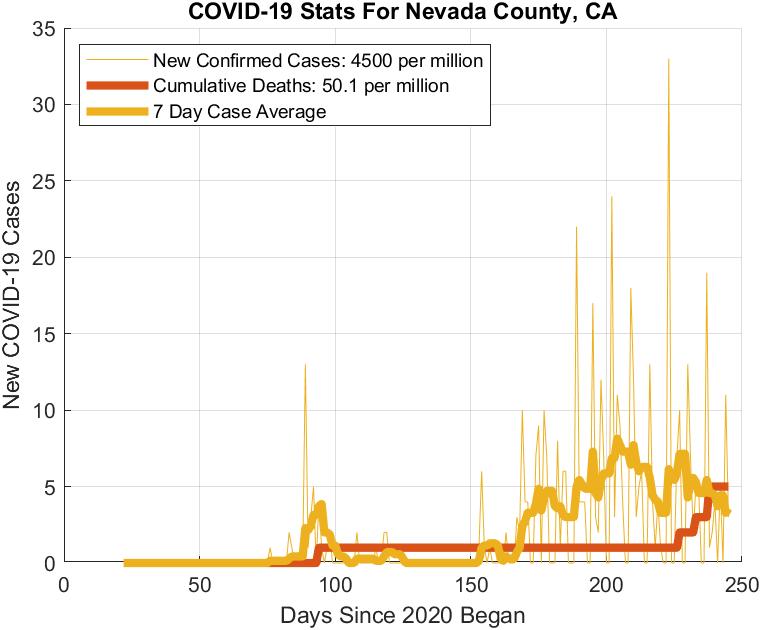 COVID-19 Stats For Nevada County, CA
New Confirmed Cases: 4500 per million
Cumulative Deaths: 50.1 per million
7 Day Case Average
New COVID-19 Cases
35
30
25
20
15
10
5
0
0 50 100 150 200 250
Days Since 2020 Began